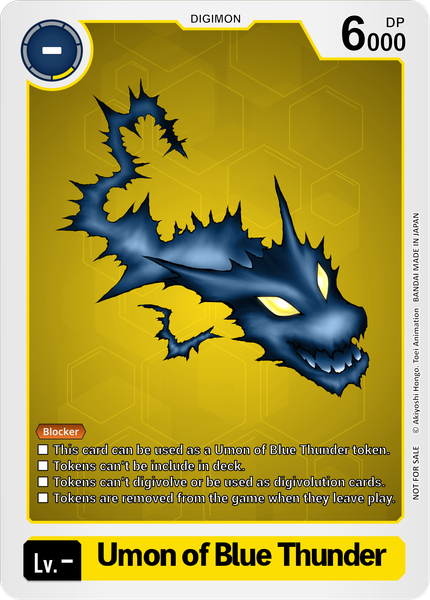 DIGIMON
-
DP
6000
Blocker
■ This card can be used as a Umon of Blue Thunder token.
■ Tokens can't be include in deck.
■ Tokens can't digivolve or be used as digivolution cards.
■ Tokens are removed from the game when they leave play.
Lv.-
Umon of Blue Thunder
NOT FOR SALE © Akiyoshi Hongo. Toei Animation BANDAI MADE IN JAPAN